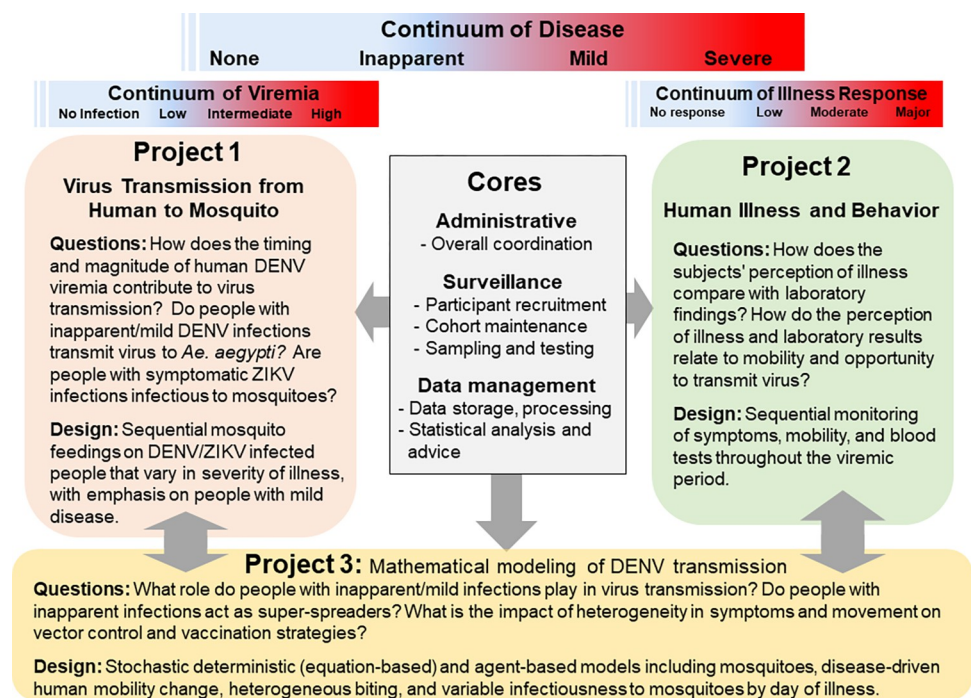 Continuum of Disease
None Inapparent Mild Severe
Continuum of Viremia
No Infection Low Intermediate High
Continuum of Illness Response
No response Low Moderate Major
Project 1
Virus Transmission from
Human to Mosquito
Questions: How does the timing
and magnitude of human DENV
viremia contribute to virus
transmission? Do people with
inapparent/mild DENV infections
transmit virus to Ae. aegypti? Are
people with symptomatic ZIKV
infections infectious to mosquitoes?
Design: Sequential mosquito
feedings on DENV/ZIKV infected
people that vary in severity of illness,
with emphasis on people with mild
disease.
Cores
Administrative
- Overall coordination
Surveillance
- Participant recruitment
- Cohort maintenance
- Sampling and testing
Data management
- Data storage, processing
- Statistical analysis and
advice
Project 2
Human Illness and Behavior
Questions: How does the
subjects' perception of illness
compare with laboratory
findings? How do the perception
of illness and laboratory results
relate to mobility and opportunity
to transmit virus?
Design: Sequential monitoring
of symptoms, mobility, and blood
tests throughout the viremic
period.
Project 3: Mathematical modeling of DENV transmission
Questions: What role do people with inapparent/mild infections play in virus transmission? Do people with
inapparent infections act as super-spreaders? What is the impact of heterogeneity in symptoms and movement on
vector control and vaccination strategies?
Design: Stochastic deterministic (equation-based) and agent-based models including mosquitoes, disease-driven
human mobility change, heterogeneous biting, and variable infectiousness to mosquitoes by day of illness.